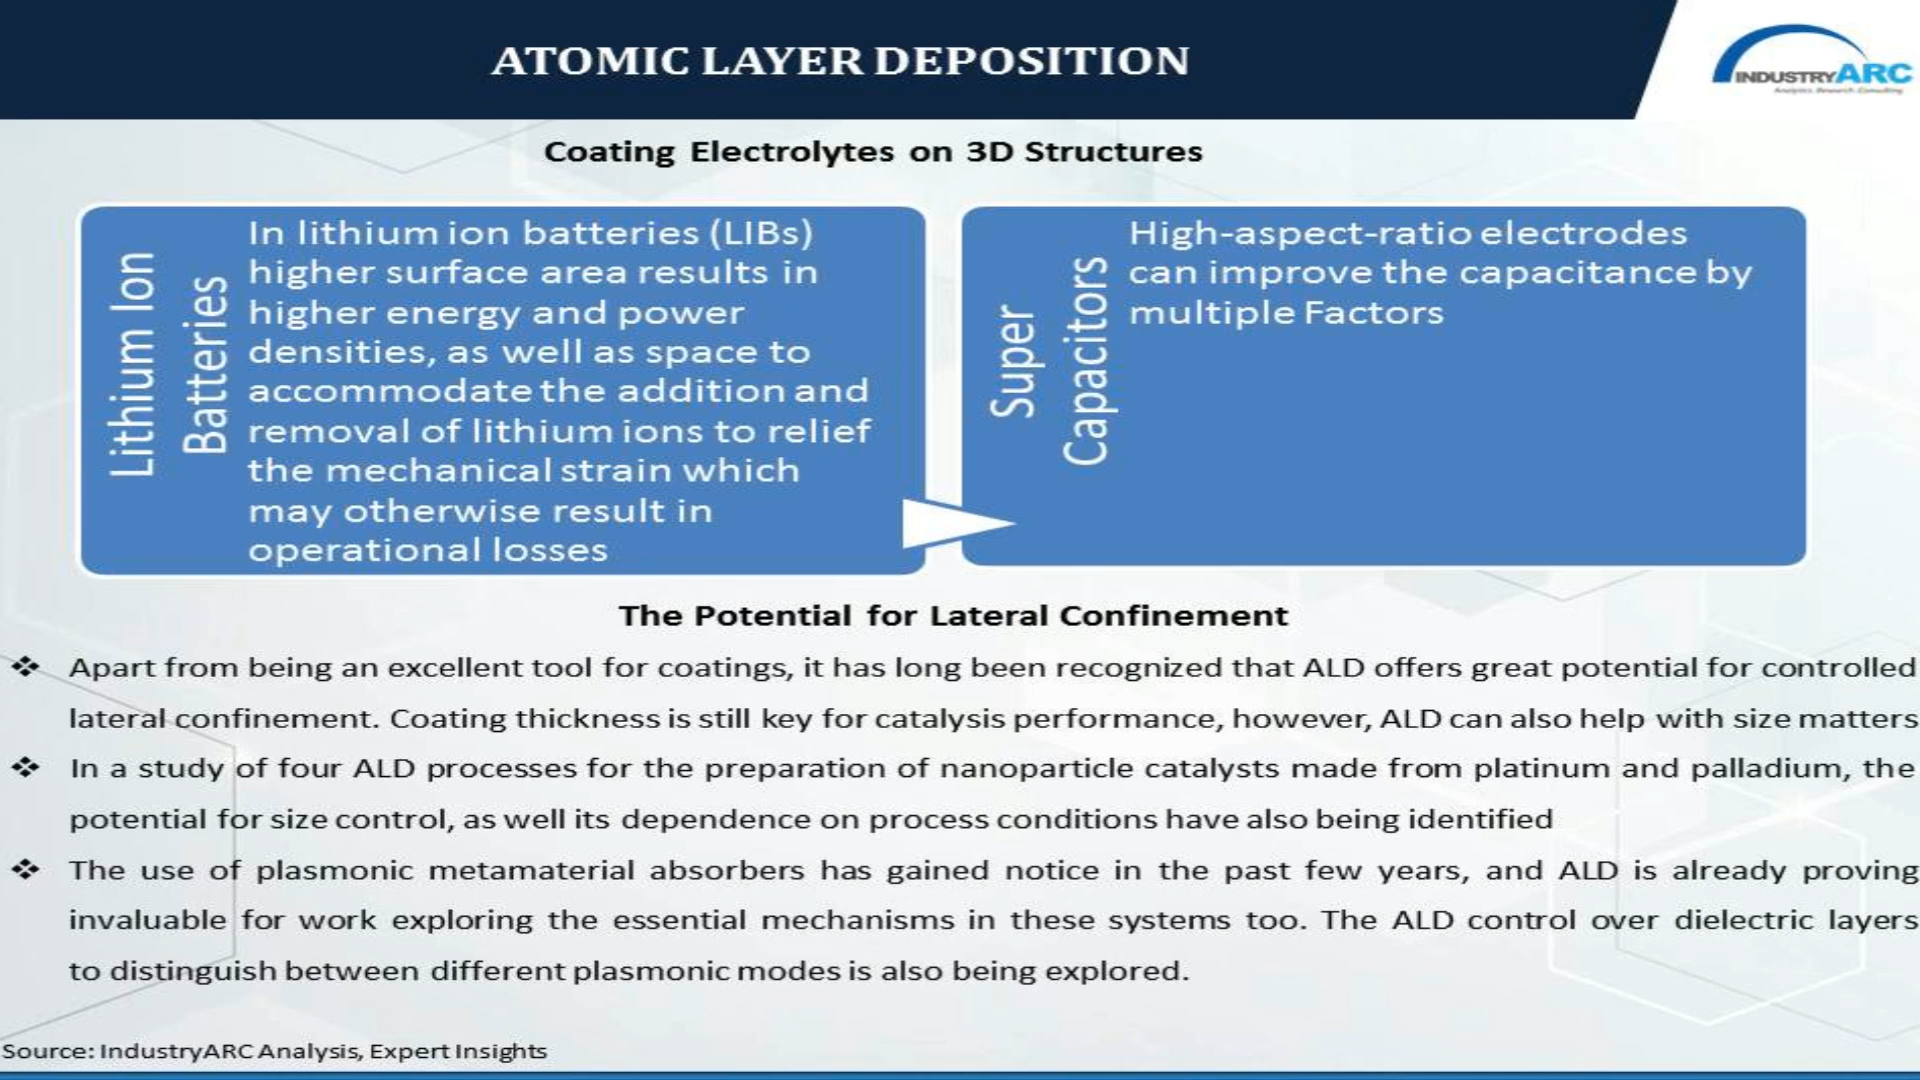 ATOMIC LAYER DEPOSITION
INDUSTRYARC
Analytics. Research. Consulting
Coating Electrolytes on 3D Structures
Lithium Ion
Batteries
In lithium ion batteries (LIBs)
higher surface area results in
higher energy and power
densities, as well as space to
accommodate the addition and
removal of lithium ions to relief
the mechanical strain which
may otherwise result in
operational losses
Super
Capacitors
High-aspect-ratio electrodes
can improve the capacitance by
multiple Factors
The Potential for Lateral Confinement
❖ Apart from being an excellent tool for coatings, it has long been recognized that ALD offers great potential for controlled
lateral confinement. Coating thickness is still key for catalysis performance, however, ALD can also help with size matters
❖ In a study of four ALD processes for the preparation of nanoparticle catalysts made from platinum and palladium, the
potential for size control, as well its dependence on process conditions have also being identified
❖ The use of plasmonic metamaterial absorbers has gained notice in the past few years, and ALD is already proving
invaluable for work exploring the essential mechanisms in these systems too. The ALD control over dielectric layers
to distinguish between different plasmonic modes is also being explored.
Source: IndustryARC Analysis, Expert Insights